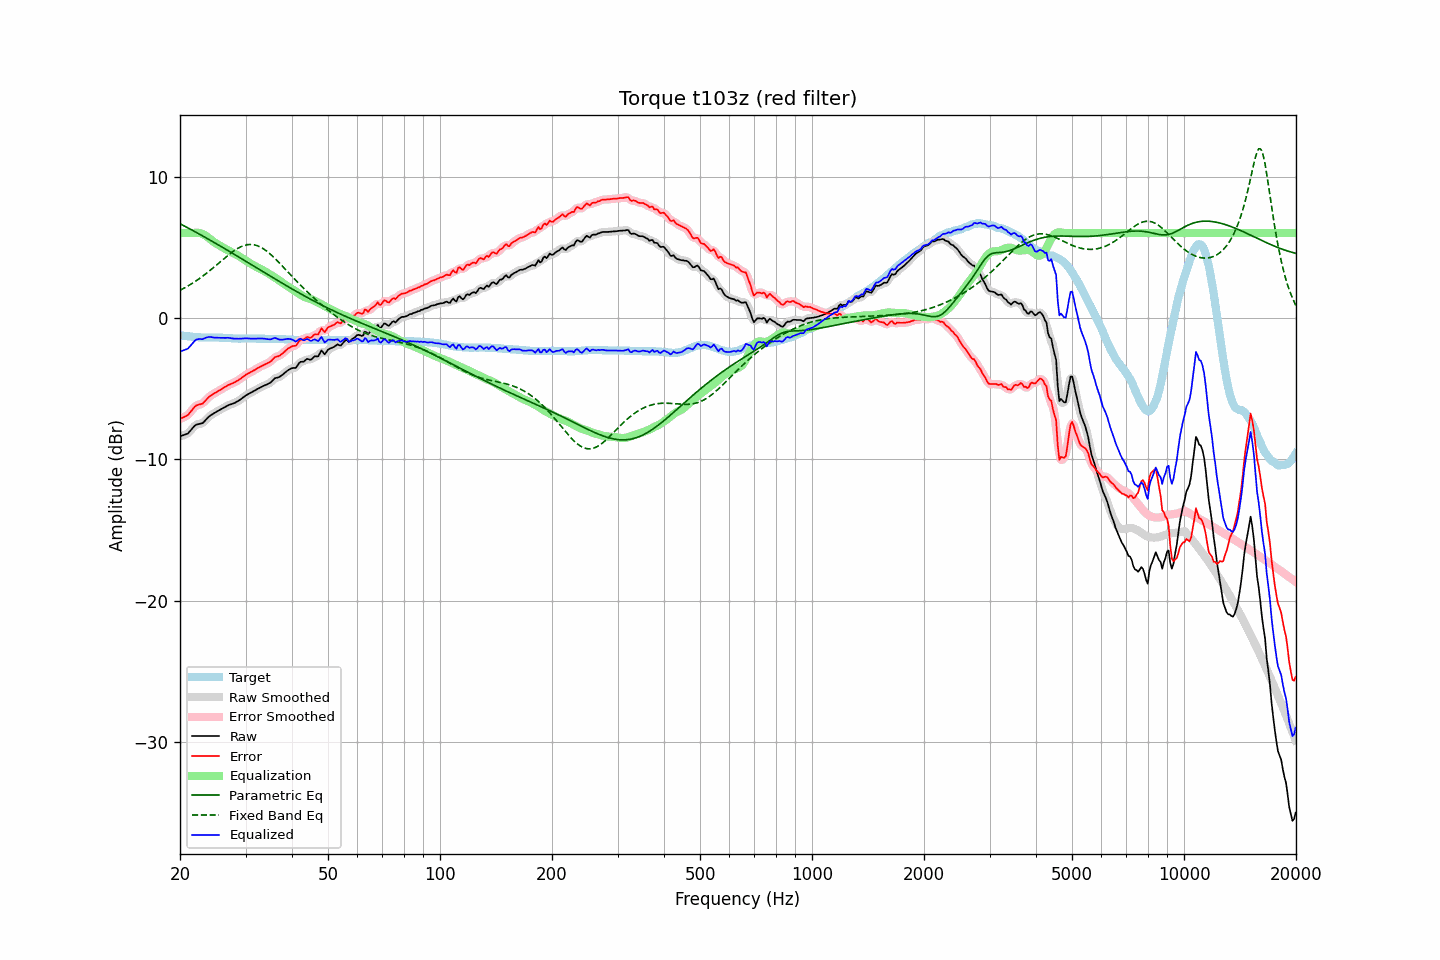 Torque t103z (red filter)
Amplitude (dBr)
10
0
−10
−20
−30
Target
Raw Smoothed
Error Smoothed
Raw
Error
Equalization
Parametric Eq
Fixed Band Eq
Equalized
20 50 100 200 500 1000 2000 5000 10000 20000
Frequency (Hz)